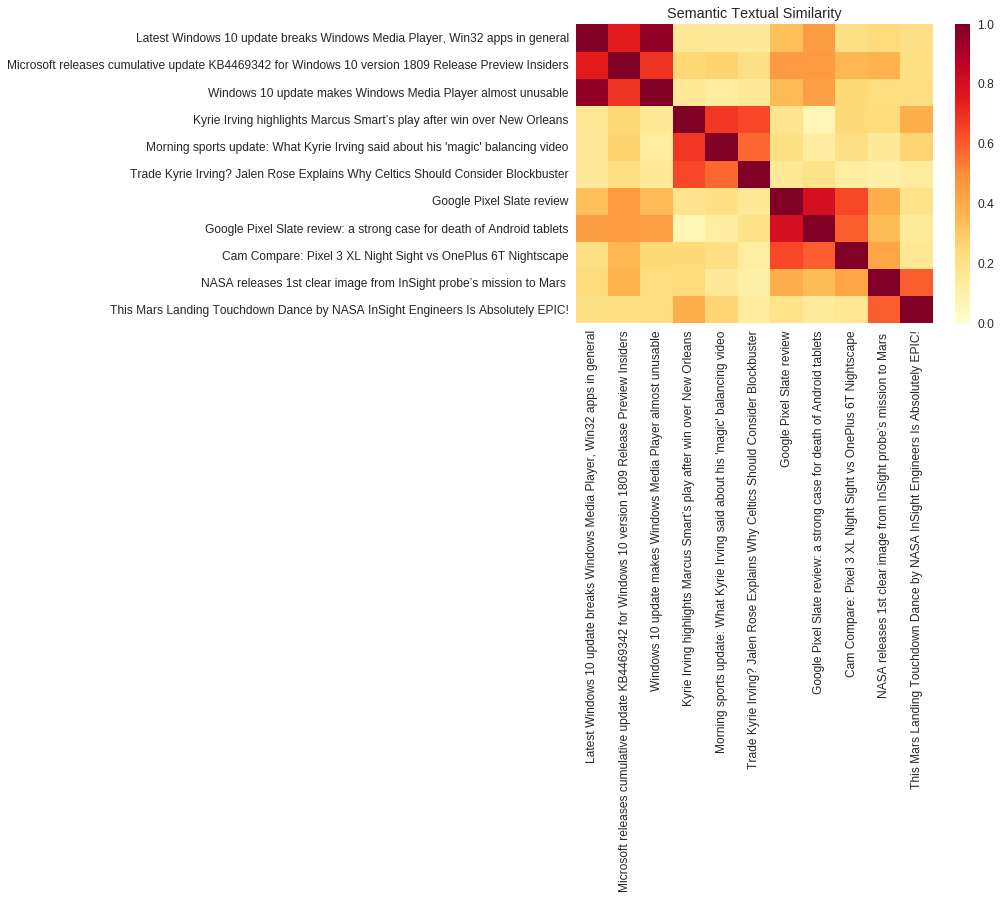 Semantic Textual Similarity
Latest Windows 10 update breaks Windows Media Player, Win32 apps in general
Microsoft releases cumulative update KB4469342 for Windows 10 version 1809 Release Preview Insiders
Windows 10 update makes Windows Media Player almost unusable
Kyrie Irving highlights Marcus Smart’s play after win over New Orleans
Morning sports update: What Kyrie Irving said about his 'magic' balancing video
Trade Kyrie Irving? Jalen Rose Explains Why Celtics Should Consider Blockbuster
Google Pixel Slate review
Google Pixel Slate review: a strong case for death of Android tablets
Cam Compare: Pixel 3 XL Night Sight vs OnePlus 6T Nightscape
NASA releases 1st clear image from InSight probe’s mission to Mars
This Mars Landing Touchdown Dance by NASA InSight Engineers Is Absolutely EPIC!
1.0
0.8
0.6
0.4
0.2
0.0
Latest Windows 10 update breaks Windows Media Player, Win32 apps in general
Microsoft releases cumulative update KB4469342 for Windows 10 version 1809 Release Preview Insiders
Windows 10 update makes Windows Media Player almost unusable
Kyrie Irving highlights Marcus Smart’s play after win over New Orleans
Morning sports update: What Kyrie Irving said about his 'magic' balancing video
Trade Kyrie Irving? Jalen Rose Explains Why Celtics Should Consider Blockbuster
Google Pixel Slate review
Google Pixel Slate review: a strong case for death of Android tablets
Cam Compare: Pixel 3 XL Night Sight vs OnePlus 6T Nightscape
NASA releases 1st clear image from InSight probe’s mission to Mars
This Mars Landing Touchdown Dance by NASA InSight Engineers Is Absolutely EPIC!